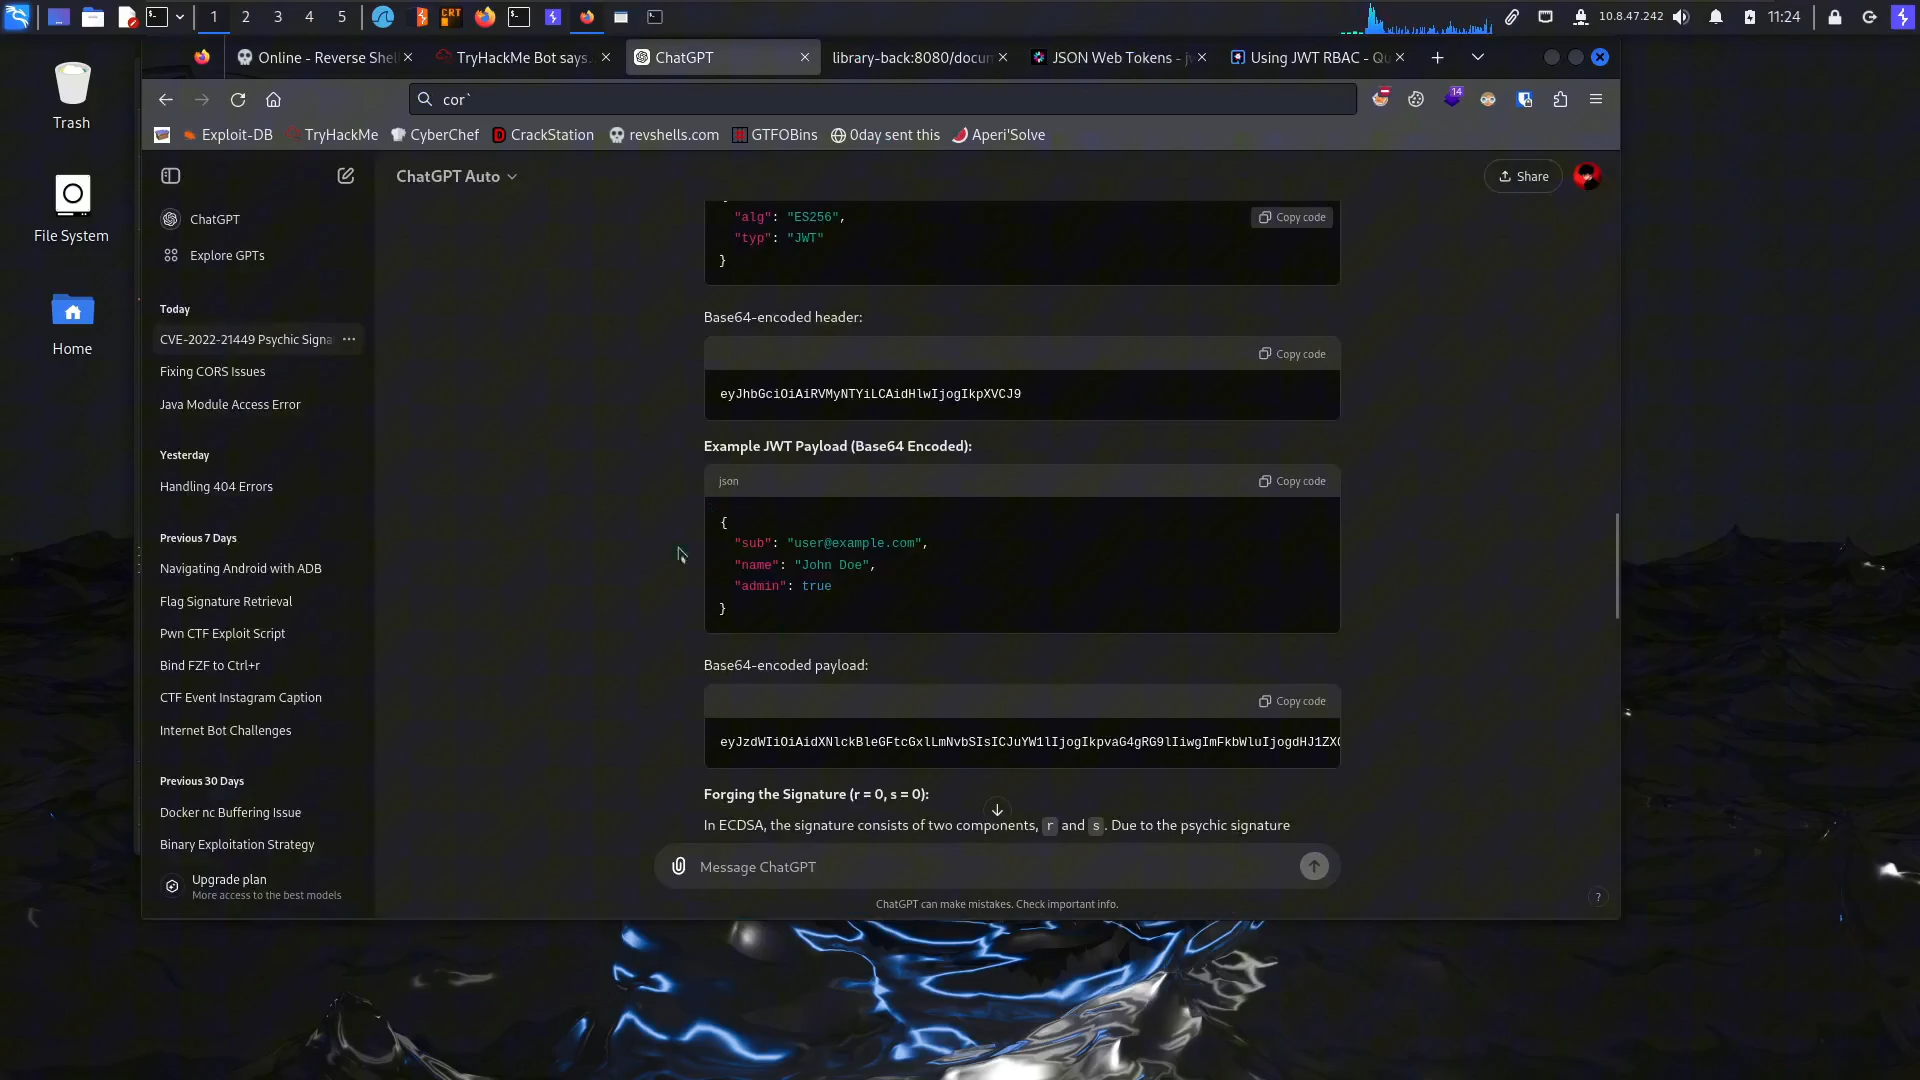 1 2 3 4 5
CRT
10.8.47.242
11:24
Trash
File System
Home
Online - Reverse Shel
TryHackMe Bot says.
ChatGPT
library-back:8080/docun
JSON Web Tokens - j
Using JWT RBAC - Qu
cor`
14
Exploit-DB
TryHackMe
CyberChef
CrackStation
revshells.com
GTFOBins
0day sent this
Aperi'Solve
ChatGPT
Explore GPTs
Today
CVE-2022-21449 Psychic Signa
Fixing CORS Issues
Java Module Access Error
Yesterday
Handling 404 Errors
Previous 7 Days
Navigating Android with ADB
Flag Signature Retrieval
Pwn CTF Exploit Script
Bind FZF to Ctrl+r
CTF Event Instagram Caption
Internet Bot Challenges
Previous 30 Days
Docker nc Buffering Issue
Binary Exploitation Strategy
Upgrade plan
More access to the best models
ChatGPT Auto
Share
"alg": "ES256",
Copy code
"typ": "JWT"
}
Base64-encoded header:
Copy code
eyJhbGciOiAiRVMyNTYiLCAidHlwIjogIkpXVCJ9
Example JWT Payload (Base64 Encoded):
json
Copy code
{
"sub": "user@example.com",
"name": "John Doe",
"admin": true
}
Base64-encoded payload:
Copy code
eyJzdWIiOiAidXNlckBleGFtcGxlLmNvbSIsICJuYW1lIjogIkpvaG4gRG9lIiwgImFkbWluIjogdHJ1ZX
Forging the Signature (r = 0, s = 0):
In ECDSA, the signature consists of two components, r and s. Due to the psychic signature
Message ChatGPT
ChatGPT can make mistakes. Check important info.
?